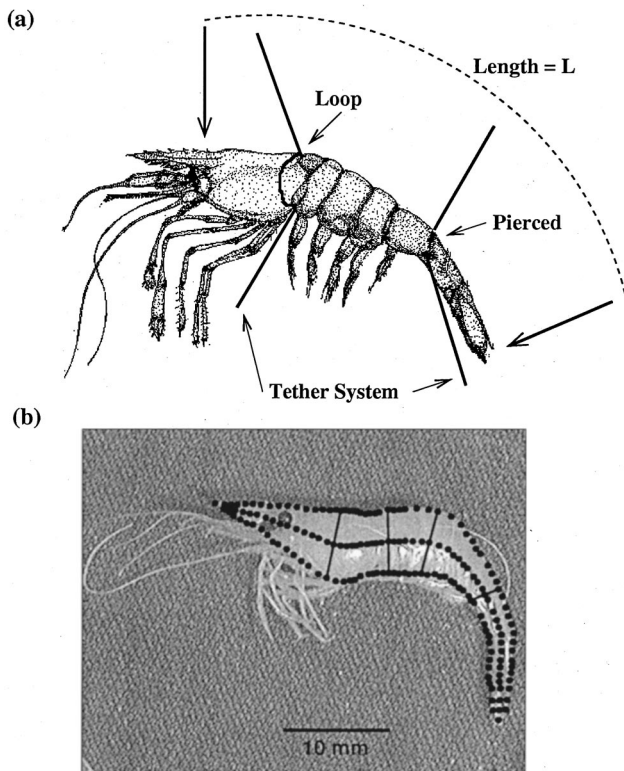 (a)
Length = L
Loop
Pierced
Tether System
(b)
10 mm